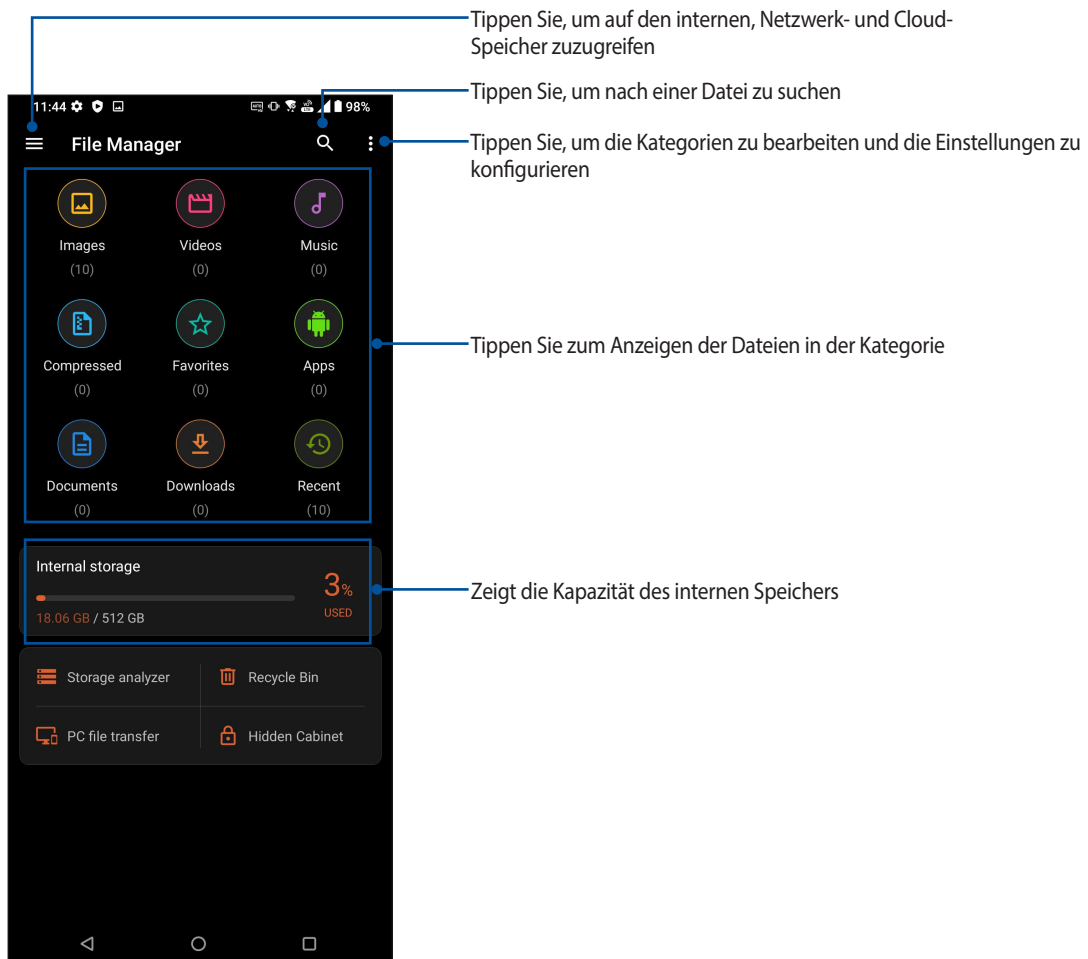 Tippen Sie, um auf den internen, Netzwerk- und Cloud-
Speicher zuzugreifen
Tippen Sie, um nach einer Datei zu suchen
Tippen Sie, um die Kategorien zu bearbeiten und die Einstellungen zu
konfigurieren
11:44 98%
File Manager
Images Videos Music
(10) (0) (0)
Compressed Favorites Apps
(0) (0) (0)
Documents Downloads Recent
(0) (0) (10)
Tippen Sie zum Anzeigen der Dateien in der Kategorie
Internal storage
3%
18.06 GB / 512 GB USED
Zeigt die Kapazität des internen Speichers
Storage analyzer Recycle Bin
PC file transfer Hidden Cabinet